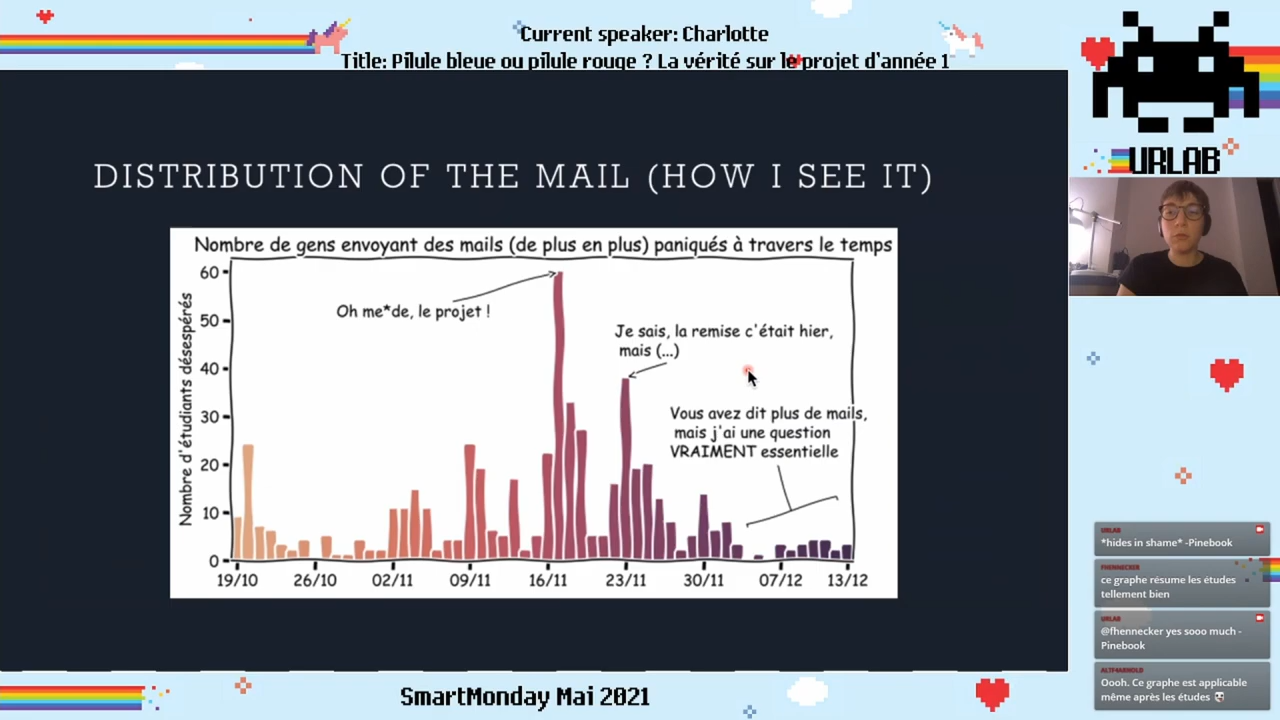 Current speaker: Charlotte
Title: Pilule bleue ou pilule rouge ? La vérité sur le projet d'année 1
URLAB
DISTRIBUTION OF THE MAIL (HOW I SEE IT)
Nombre de gens envoyant des mails (de plus en plus) paniqués à travers le temps
Nombre d'étudiants désespérés
60
50
40
30
20
10
0
Oh me*de, le projet !
Je sais, la remise c'était hier,
mais (...)
Vous avez dit plus de mails,
mais j'ai une question
VRAIMENT essentielle
19/10 26/10 02/11 09/11 16/11 23/11 30/11 07/12 13/12
URLAB
*hides in shame* -Pinebook
FHENNECKER
ce graphe résume les études
tellement bien
URLAB
@fhennecker yes sooo much -
Pinebook
ALTF4ARNOLD
Oooh. Ce graphe est applicable
même après les études
SmartMonday Mai 2021